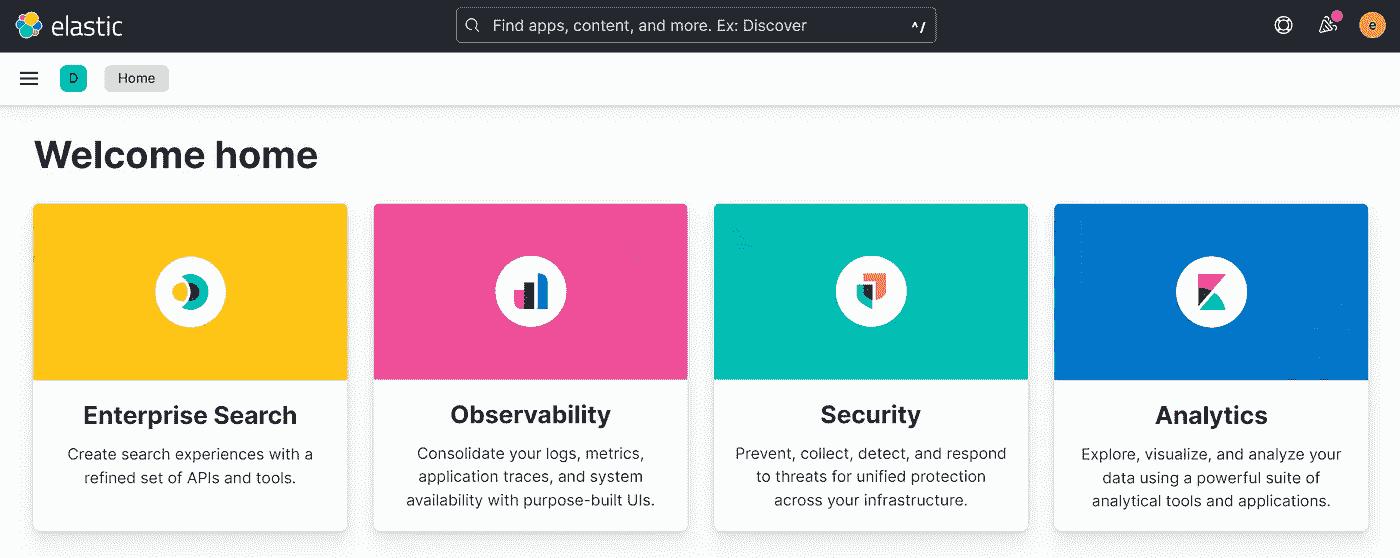 elastic
Find apps, content, and more. Ex: Discover
^/
e
D
Home
Welcome home
Enterprise Search
Create search experiences with a
refined set of APIs and tools.
Observability
Consolidate your logs, metrics,
application traces, and system
availability with purpose-built UIs.
Security
Prevent, collect, detect, and respond
to threats for unified protection
across your infrastructure.
Analytics
Explore, visualize, and analyze your
data using a powerful suite of
analytical tools and applications.